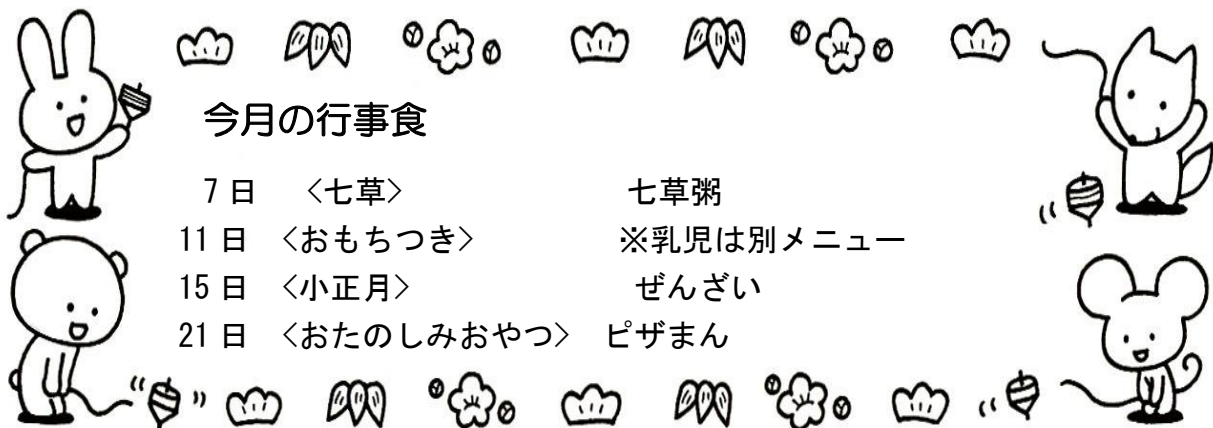 今月の行事食
7日 〈七草〉 七草粥
11日 〈おもちつき〉 ※乳児は別メニュー
15日 〈小正月〉 ぜんざい
21日 〈おたのしみおやつ〉 ピザまん